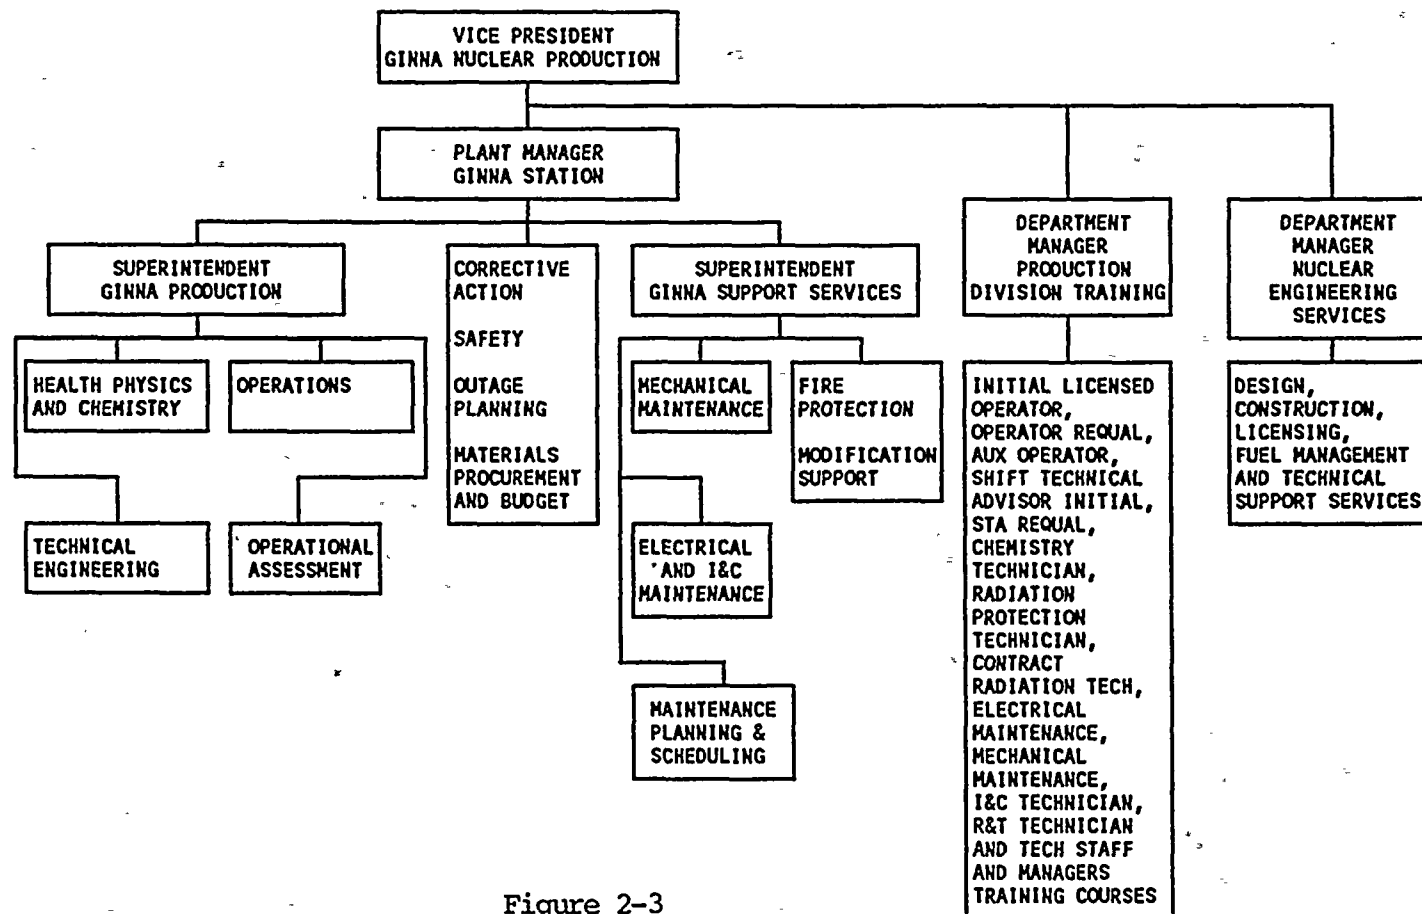 VICE PRESIDENT
GINNA NUCLEAR PRODUCTION
PLANT MANAGER
GINNA STATION
SUPERINTENDENT
GINNA PRODUCTION
CORRECTIVE
ACTION
SAFETY
OUTAGE
PLANNING
MATERIALS
PROCUREMENT
AND BUDGET
SUPERINTENDENT
GINNA SUPPORT SERVICES
DEPARTMENT
MANAGER
PRODUCTION
DIVISION TRAINING
DEPARTMENT
MANAGER
NUCLEAR
ENGINEERING
SERVICES
HEALTH PHYSICS
AND CHEMISTRY
OPERATIONS
TECHNICAL
ENGINEERING
OPERATIONAL
ASSESSMENT
MECHANICAL
MAINTENANCE
FIRE
PROTECTION
MODIFICATION
SUPPORT
ELECTRICAL
AND I&C
MAINTENANCE
MAINTENANCE
PLANNING &
SCHEDULING
INITIAL LICENSED
OPERATOR,
OPERATOR REQUAL,
AUX OPERATOR,
SHIFT TECHNICAL
ADVISOR INITIAL,
STA REQUAL,
CHEMISTRY
TECHNICIAN,
RADIATION
PROTECTION
TECHNICIAN,
CONTRACT
RADIATION TECH,
ELECTRICAL
MAINTENANCE,
MECHANICAL
MAINTENANCE,
I&C TECHNICIAN,
R&T TECHNICIAN
AND TECH STAFF
AND MANAGERS
TRAINING COURSES
DESIGN,
CONSTRUCTION,
LICENSING,
FUEL MANAGEMENT
AND TECHNICAL
SUPPORT SERVICES
Figure 2-3